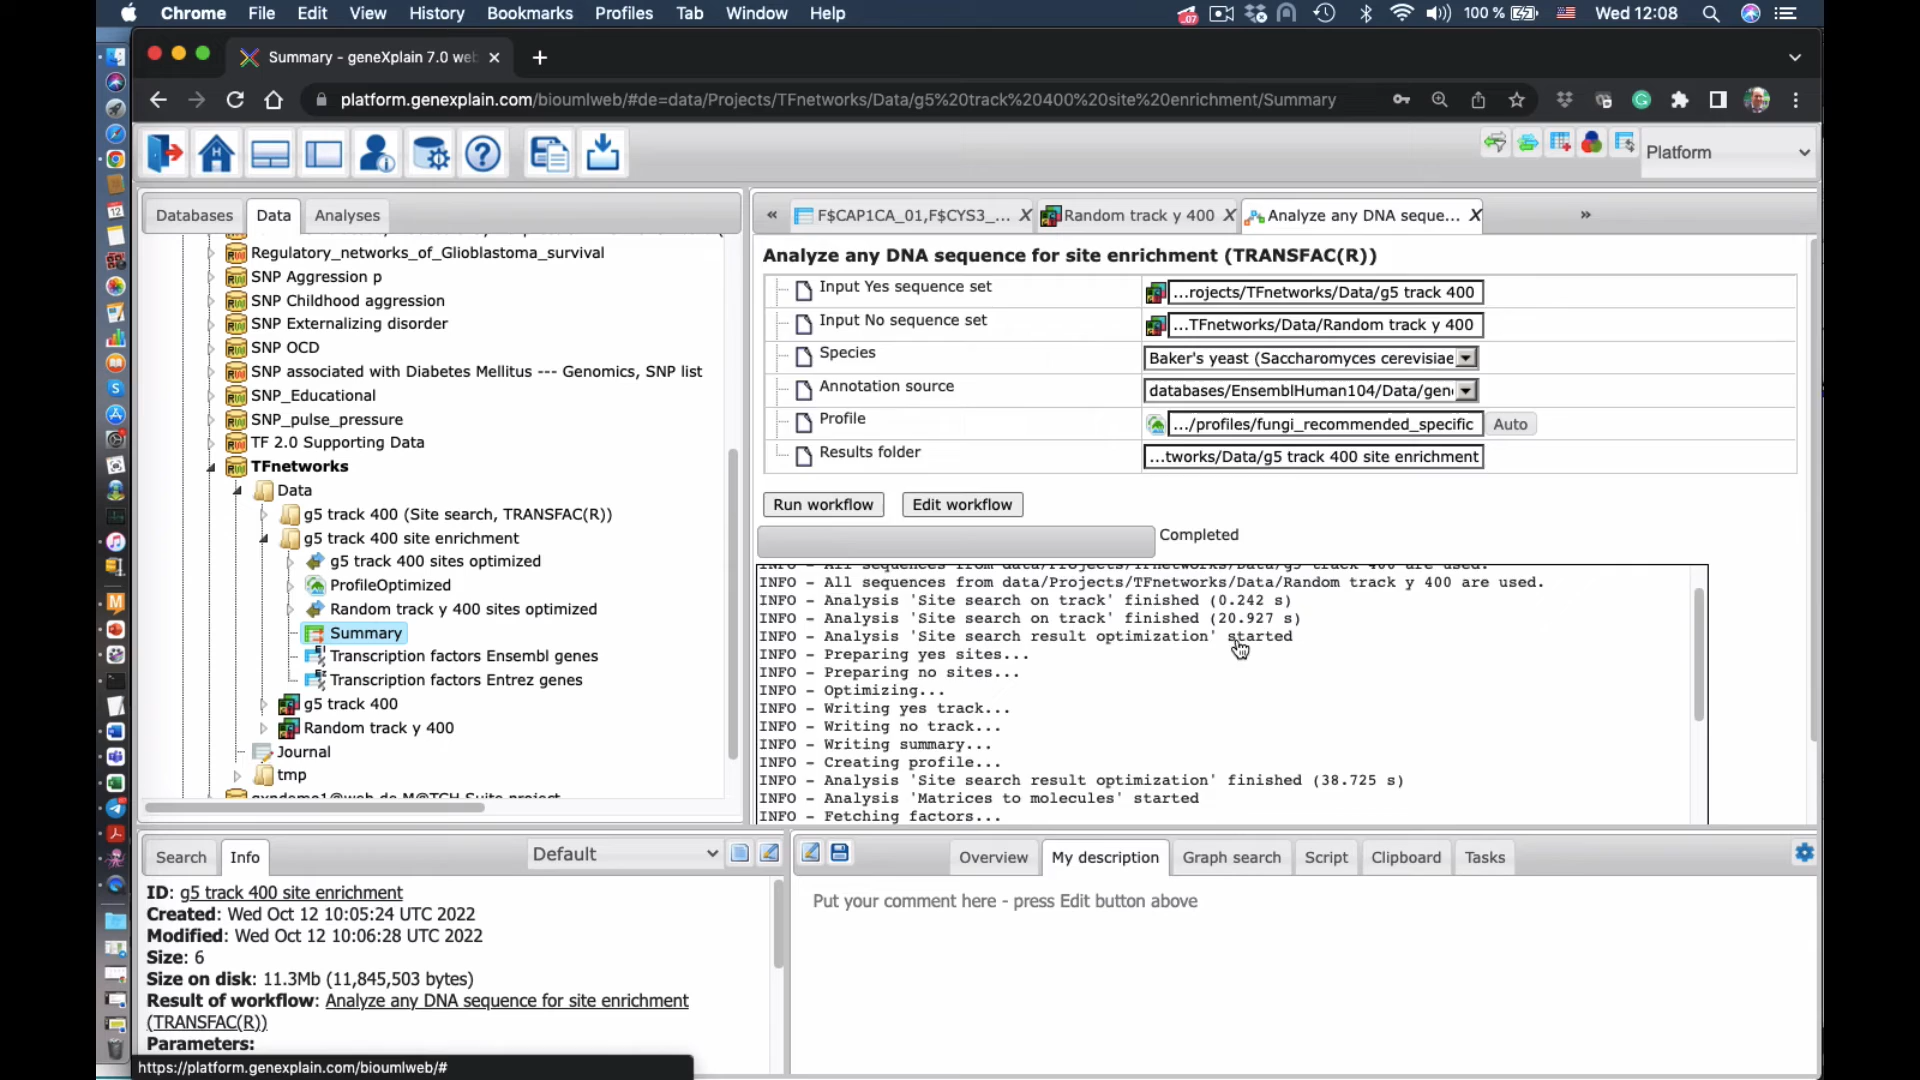 Chrome File Edit View History Bookmarks Profiles Tab Window Help
.07 100 % Wed 12:08
Summary - geneXplain 7.0 we
platform.genexplain.com/bioumlweb/#de=data/Projects/TFnetworks/Data/g5%20track%20400%20site%20enrichment/Summary
Platform
Databases Data Analyses
Regulatory_networks_of_Glioblastoma_survival
SNP Aggression p
SNP Childhood aggression
SNP Externalizing disorder
SNP OCD
SNP associated with Diabetes Mellitus --- Genomics, SNP list
SNP_Educational
SNP_pulse_pressure
TF 2.0 Supporting Data
TFnetworks
Data
g5 track 400 (Site search, TRANSFAC(R))
g5 track 400 site enrichment
g5 track 400 sites optimized
ProfileOptimized
Random track y 400 sites optimized
Summary
Transcription factors Ensembl genes
Transcription factors Entrez genes
g5 track 400
Random track y 400
Journal
tmp
« F$CAP1CA_01,F$CYS3_... X Random track y 400 X Analyze any DNA seque... X »
Analyze any DNA sequence for site enrichment (TRANSFAC(R))
Input Yes sequence set ...rojects/TFnetworks/Data/g5 track 400
Input No sequence set ...TFnetworks/Data/Random track y 400
Species Baker's yeast (Saccharomyces cerevisiae
Annotation source databases/EnsemblHuman104/Data/gen
Profile .../profiles/fungi_recommended_specific Auto
Results folder ...tworks/Data/g5 track 400 site enrichment
Run workflow Edit workflow
Completed
INFO - All sequences from data/Projects/TFnetworks/Data/g5 track 400 are used.
INFO - All sequences from data/Projects/TFnetworks/Data/Random track y 400 are used.
INFO - Analysis 'Site search on track' finished (0.242 s)
INFO - Analysis 'Site search on track' finished (20.927 s)
INFO - Analysis 'Site search result optimization' started
INFO - Preparing yes sites...
INFO - Preparing no sites...
INFO - Optimizing...
INFO - Writing yes track...
INFO - Writing no track...
INFO - Writing summary...
INFO - Creating profile...
INFO - Analysis 'Site search result optimization' finished (38.725 s)
INFO - Analysis 'Matrices to molecules' started
INFO - Fetching factors...
Search Info Default
ID: g5 track 400 site enrichment
Created: Wed Oct 12 10:05:24 UTC 2022
Modified: Wed Oct 12 10:06:28 UTC 2022
Size: 6
Size on disk: 11.3Mb (11,845,503 bytes)
Result of workflow: Analyze any DNA sequence for site enrichment
(TRANSFAC(R))
Parameters:
https://platform.genexplain.com/bioumlweb/#
Overview My description Graph search Script Clipboard Tasks
Put your comment here - press Edit button above